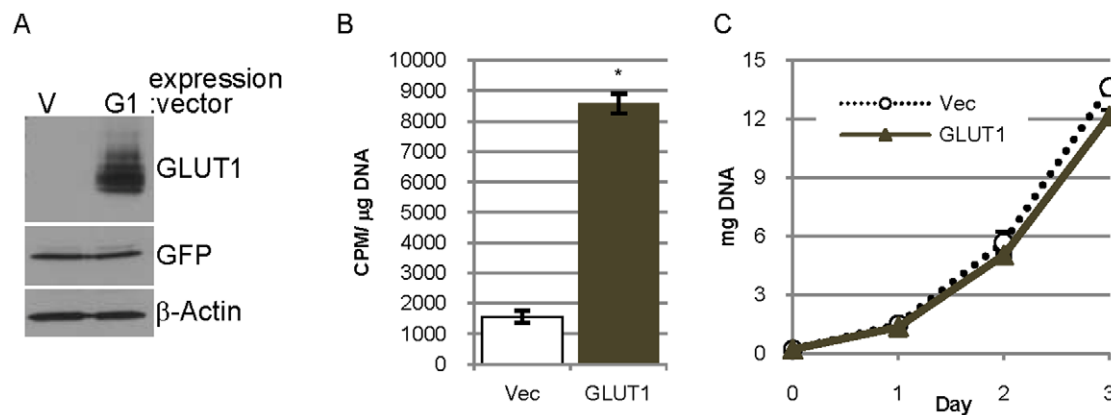 A
expression
V G1 :vector
GLUT1
GFP
β-Actin
B
CPM/ µg DNA
10000
9000
8000
7000
6000
5000
4000
3000
2000
1000
0
*
Vec GLUT1
C
mg DNA
15
12
9
6
3
0
Vec
GLUT1
0 1 2 3
Day